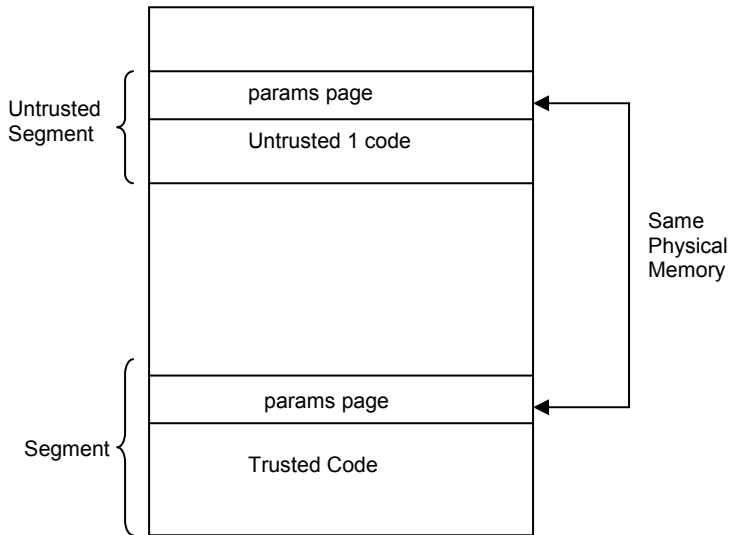 params page
Untrusted
Segment
Untrusted 1 code
Same
Physical
Memory
params page
Segment
Trusted Code